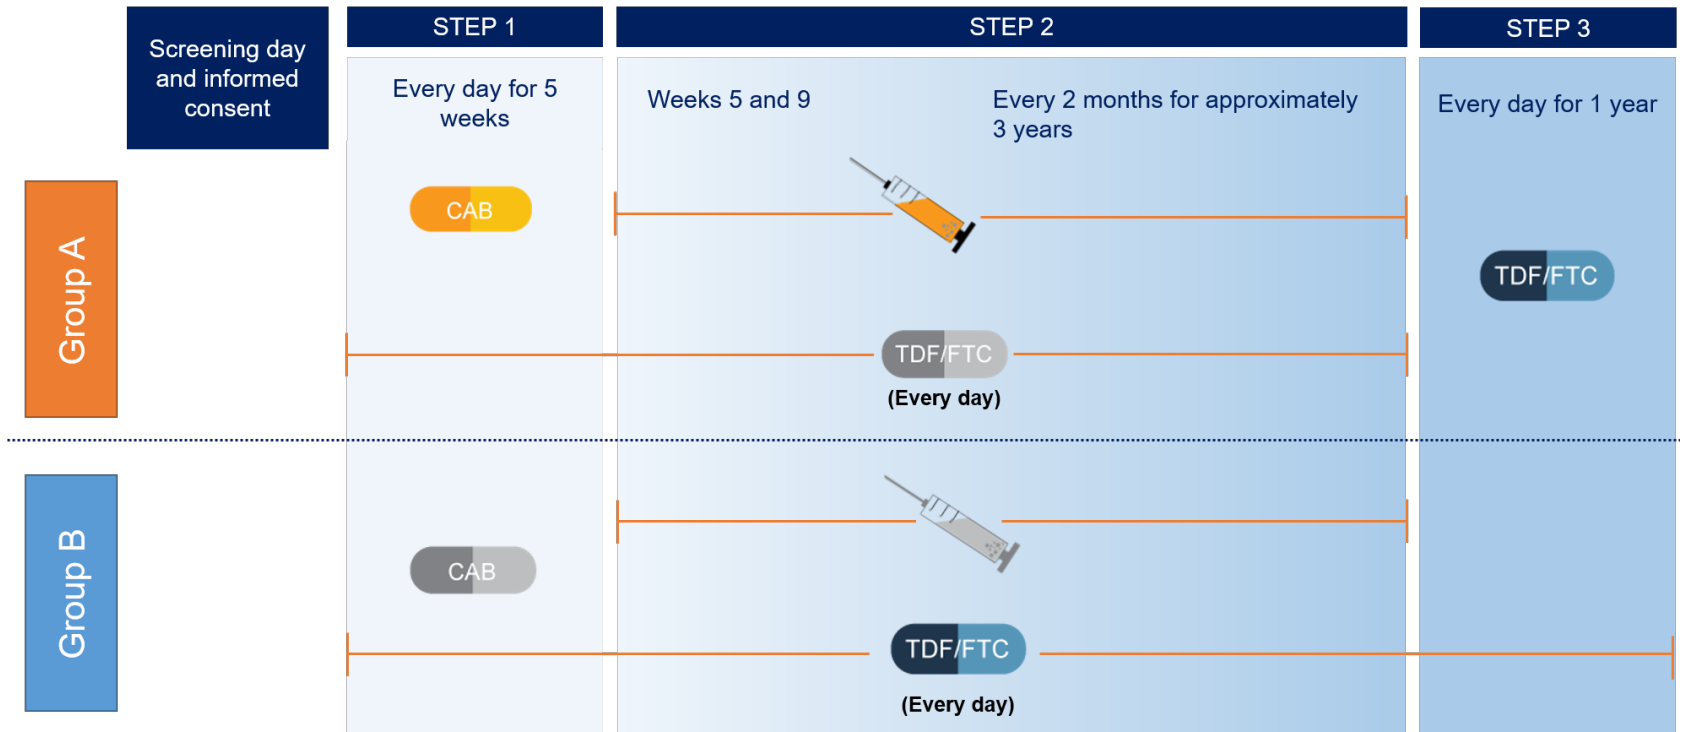 Screening day
and informed
consent
STEP 1
STEP 2
STEP 3
Every day for 5
weeks
Weeks 5 and 9
Every 2 months for approximately
3 years
Every day for 1 year
Group A
CAB
TDF/FTC
TDF/FTC
(Every day)
Group B
CAB
TDF/FTC
(Every day)